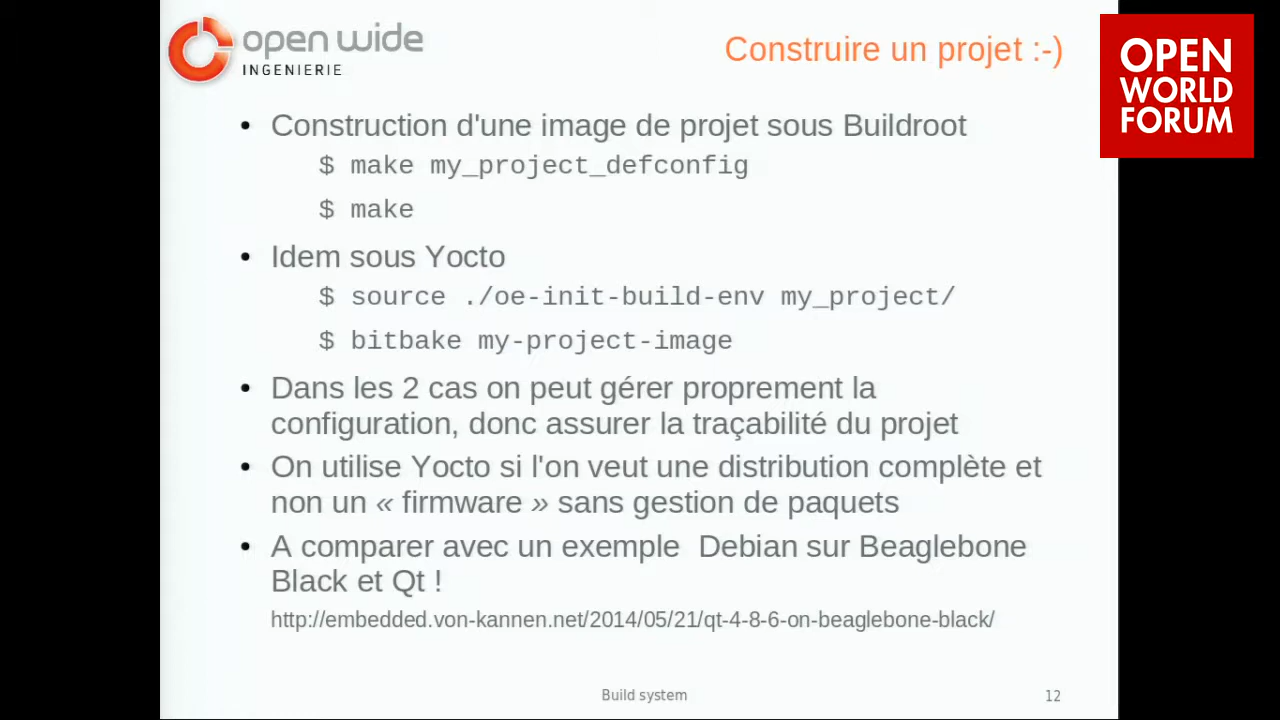 open wide
INGENIERIE
Construire un projet :-)
OPEN
WORLD
FORUM
• Construction d'une image de projet sous Buildroot
$ make my_project_defconfig
$ make
• Idem sous Yocto
$ source ./oe-init-build-env my_project/
$ bitbake my-project-image
• Dans les 2 cas on peut gérer proprement la
configuration, donc assurer la traçabilité du projet
• On utilise Yocto si l'on veut une distribution complète et
non un « firmware » sans gestion de paquets
• A comparer avec un exemple  Debian sur Beaglebone
Black et Qt !
http://embedded.von-kannen.net/2014/05/21/qt-4-8-6-on-beaglebone-black/
Build system
12